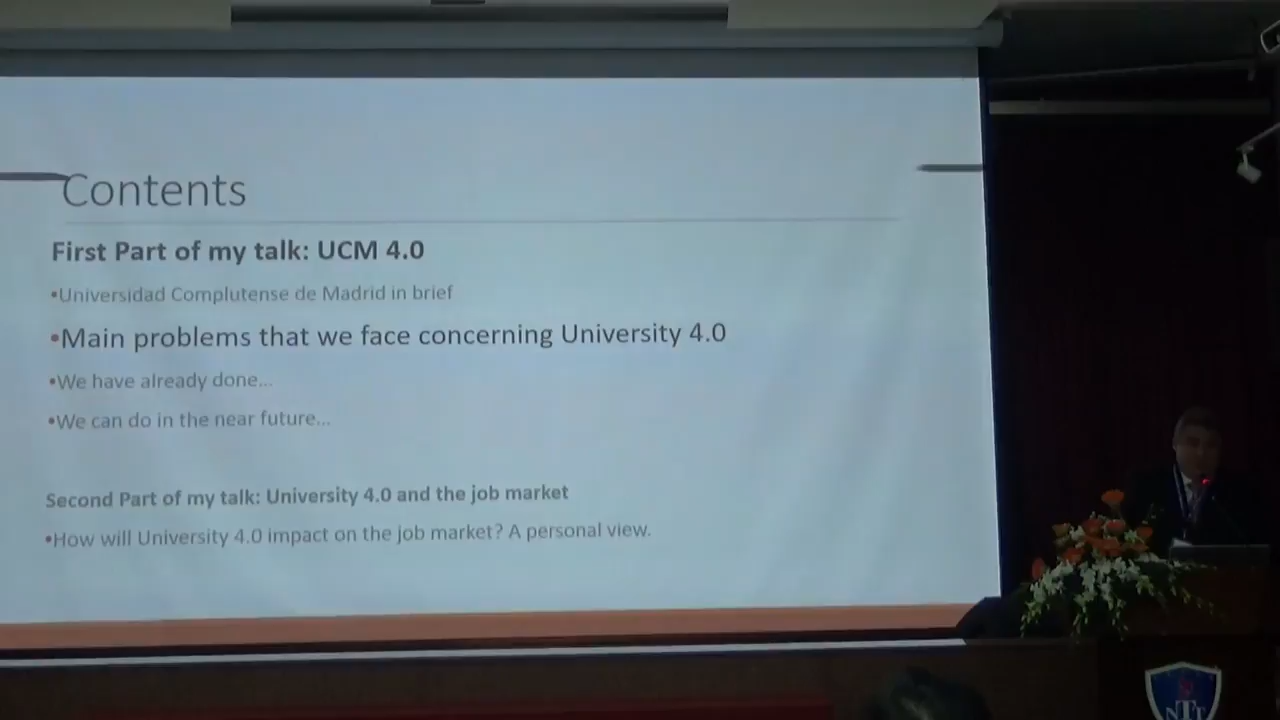 Contents
First Part of my talk: UCM 4.0
•Universidad Complutense de Madrid in brief
•Main problems that we face concerning University 4.0
•We have already done...
•We can do in the near future...
Second Part of my talk: University 4.0 and the job market
•How will University 4.0 impact on the job market? A personal view.
NTT